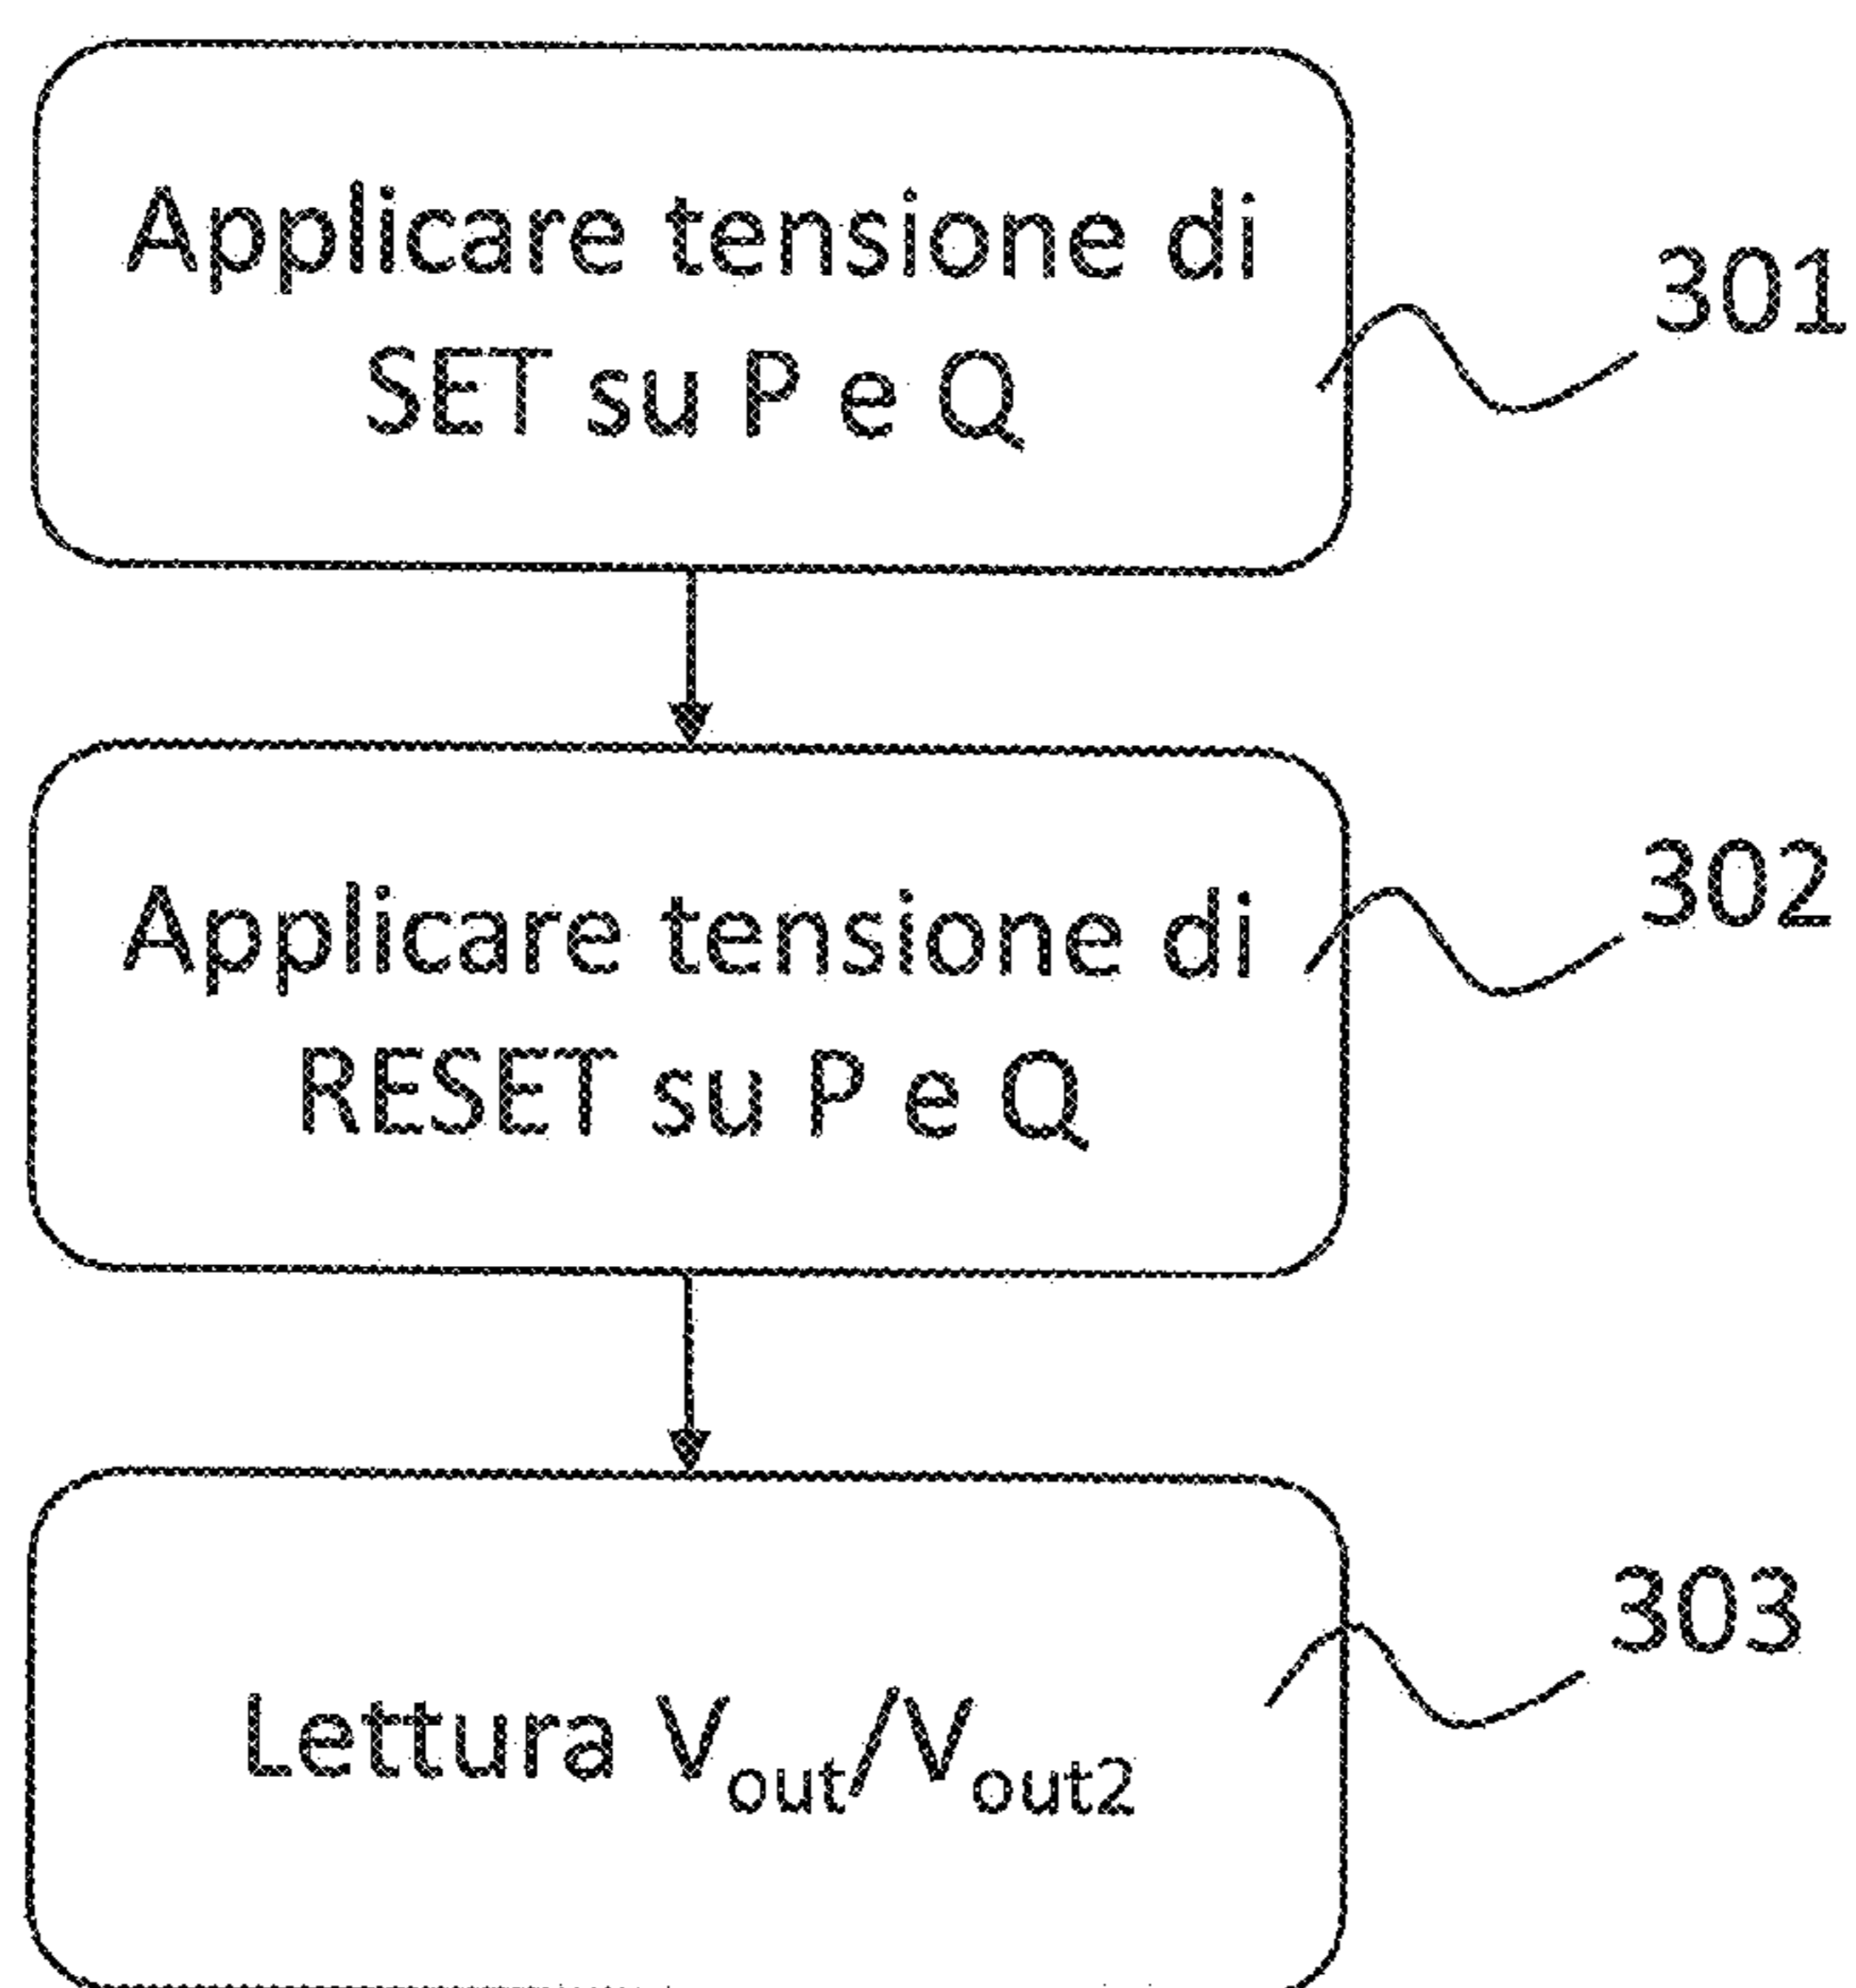 Applicare tensione di
SET su P e Q
301
Applicare tensione di
RESET su P e Q
302
Lettura Vout/Vout2
303